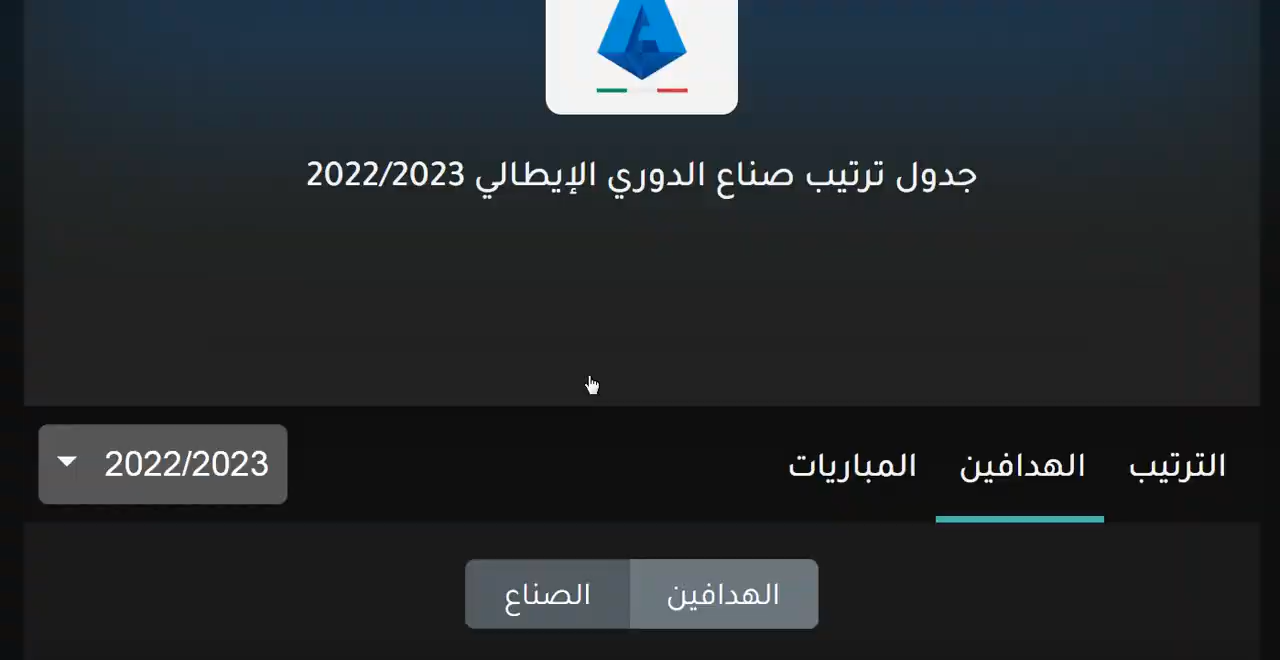 جدول ترتيب صناع الدوري الإيطالي 2022/2023
الترتيب الهدافين المباريات 2022/2023
الهدافين الصناع